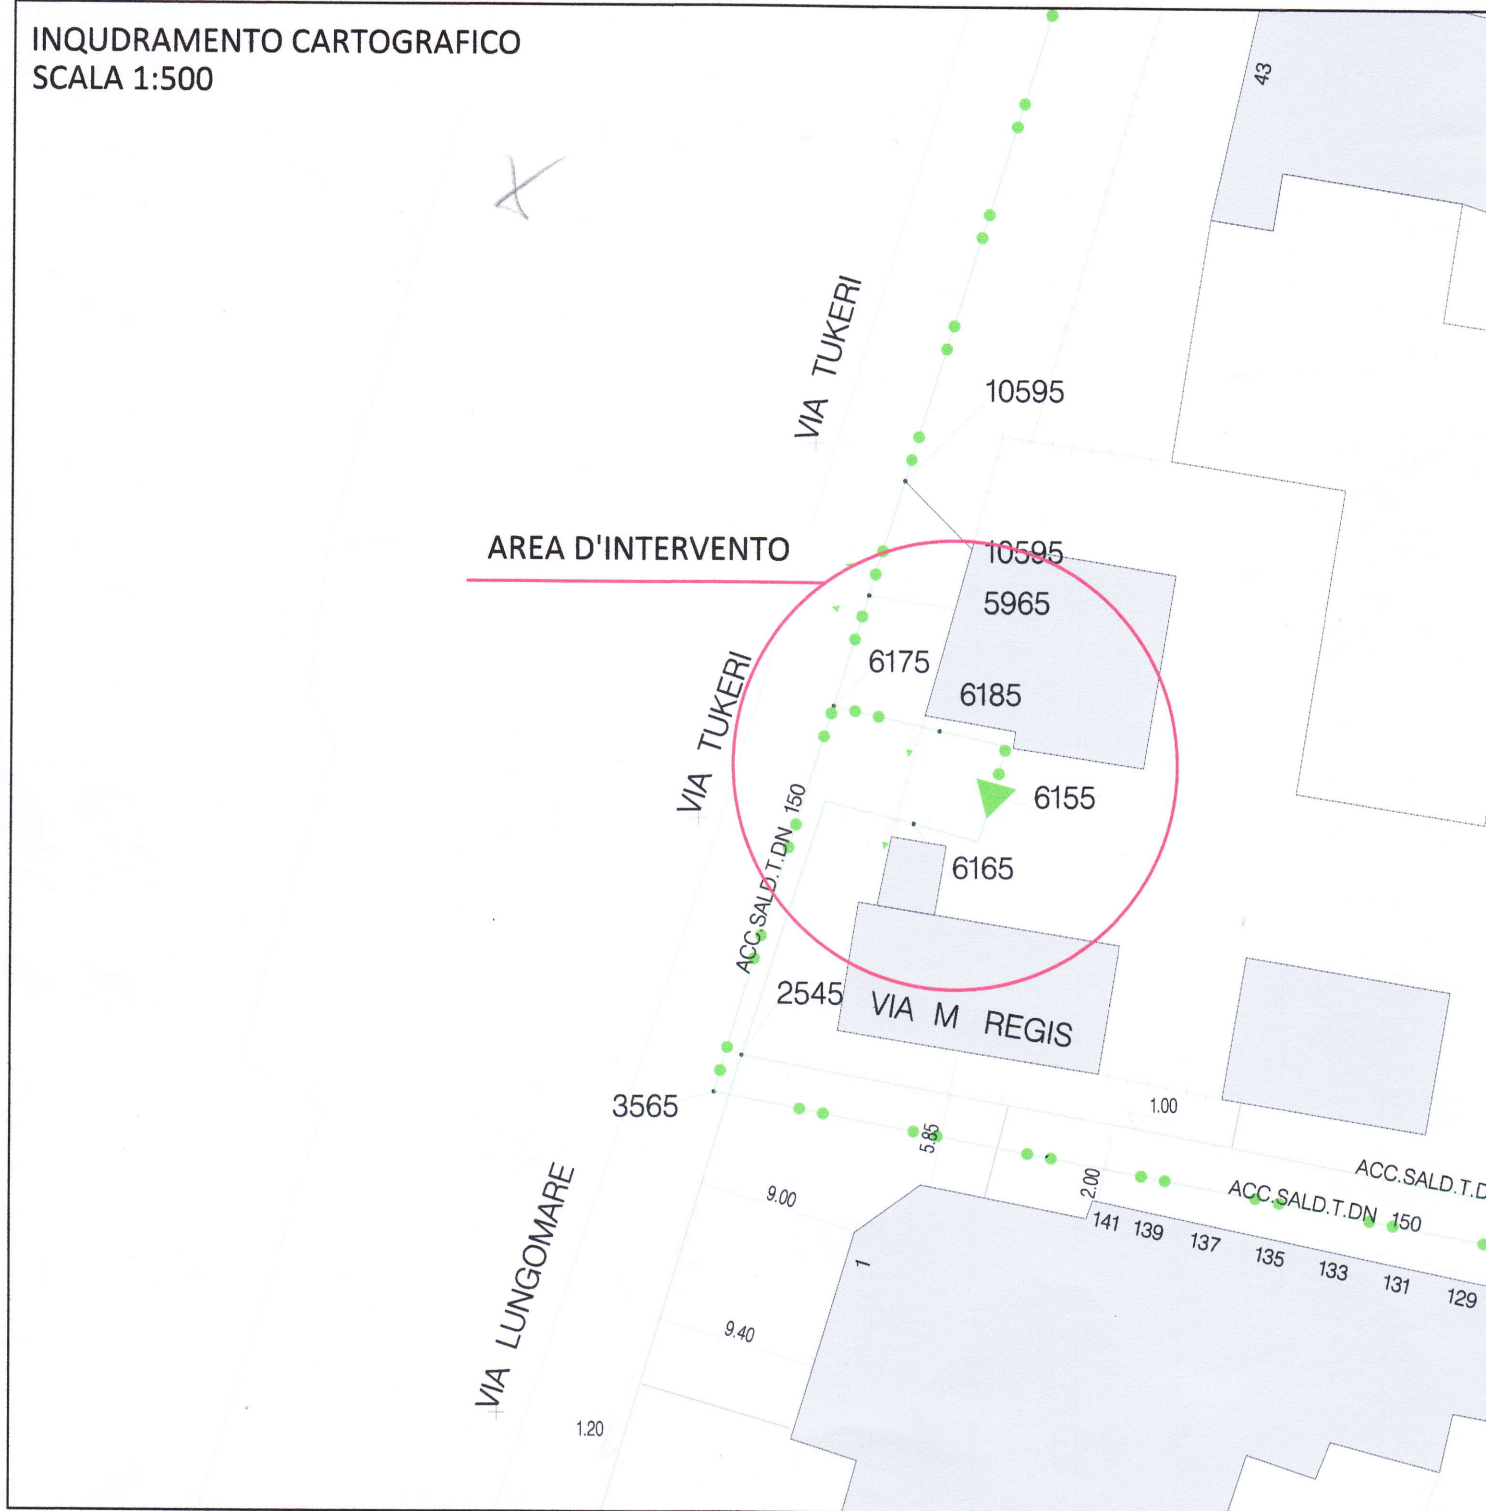 INQUDRAMENTO CARTOGRAFICO
SCALA 1:500
43
VIA TUKERI
10595
AREA D'INTERVENTO
10595
5965
6175
6185
VIA TUKERI
6155
ACC.SALD.T.DN 150
6165
2545
VIA M REGIS
3565
1.00
5.85
ACC.SALD.T.D
2.00
ACC.SALD.T.DN 150
9.00
141 139 137 135 133 131 129
1
VIA LUNGOMARE
9.40
1.20